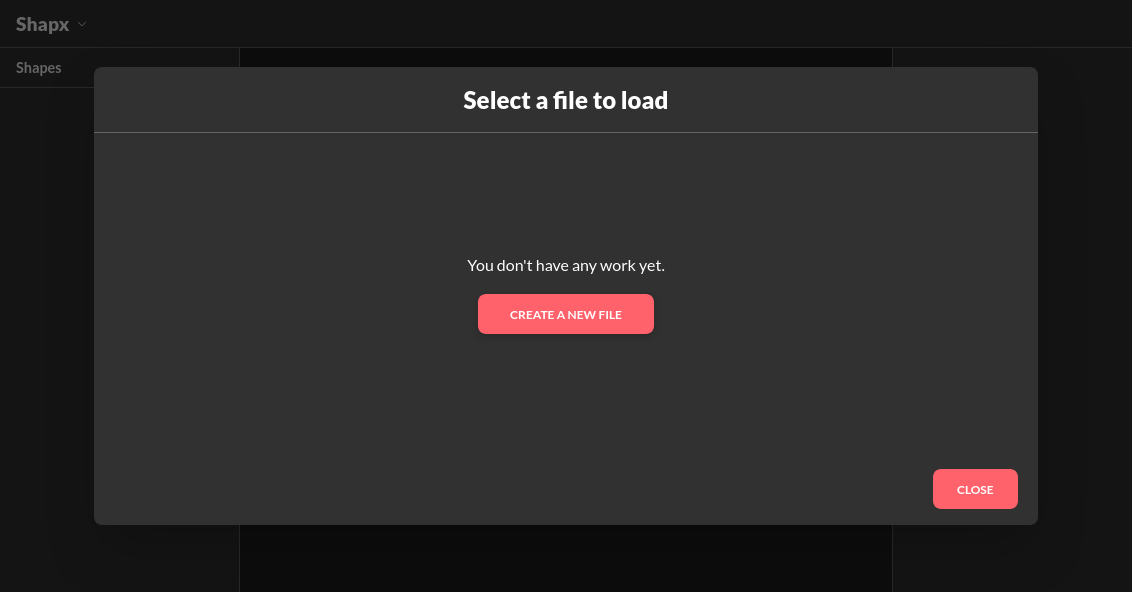 Shapx
Shapes
Select a file to load
You don't have any work yet.
CREATE A NEW FILE
CLOSE